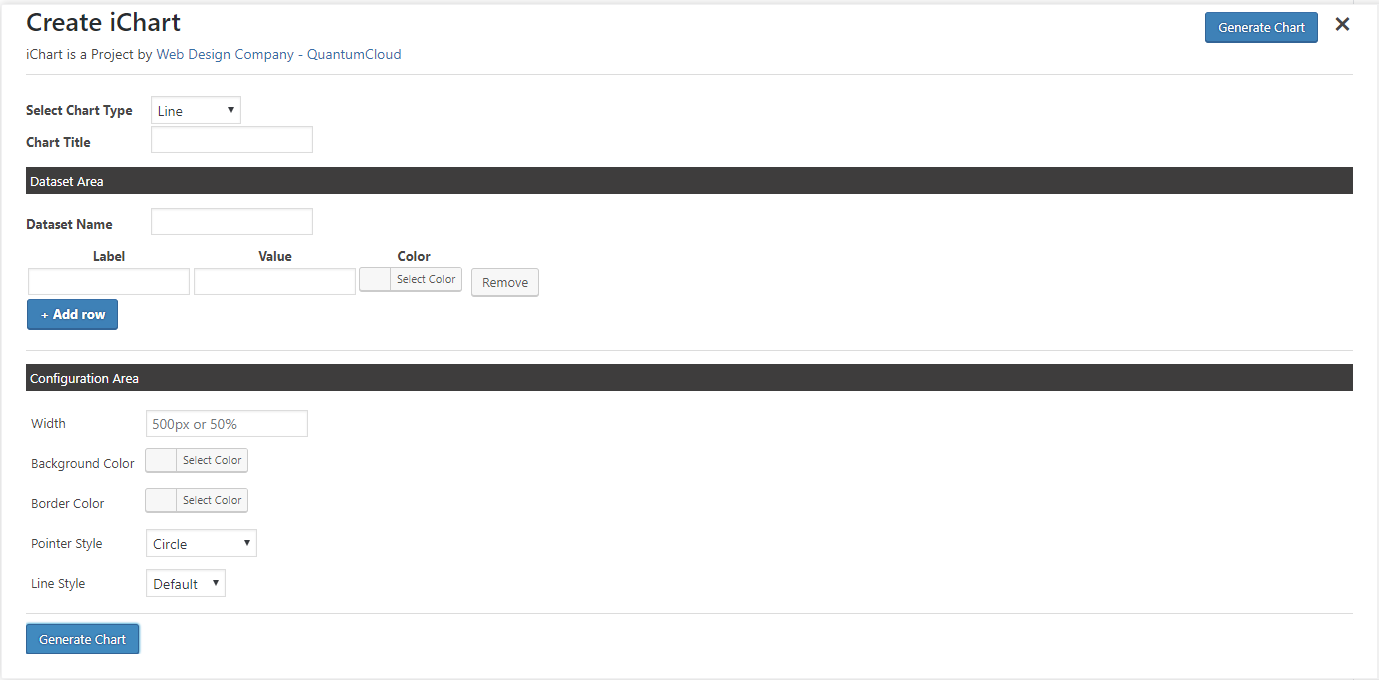 Create iChart
Generate Chart
✕
iChart is a Project by Web Design Company - QuantumCloud
Select Chart Type Line
Chart Title
Dataset Area
Dataset Name
Label Value Color
Select Color Remove
+ Add row
Configuration Area
Width 500px or 50%
Background Color Select Color
Border Color Select Color
Pointer Style Circle
Line Style Default
Generate Chart